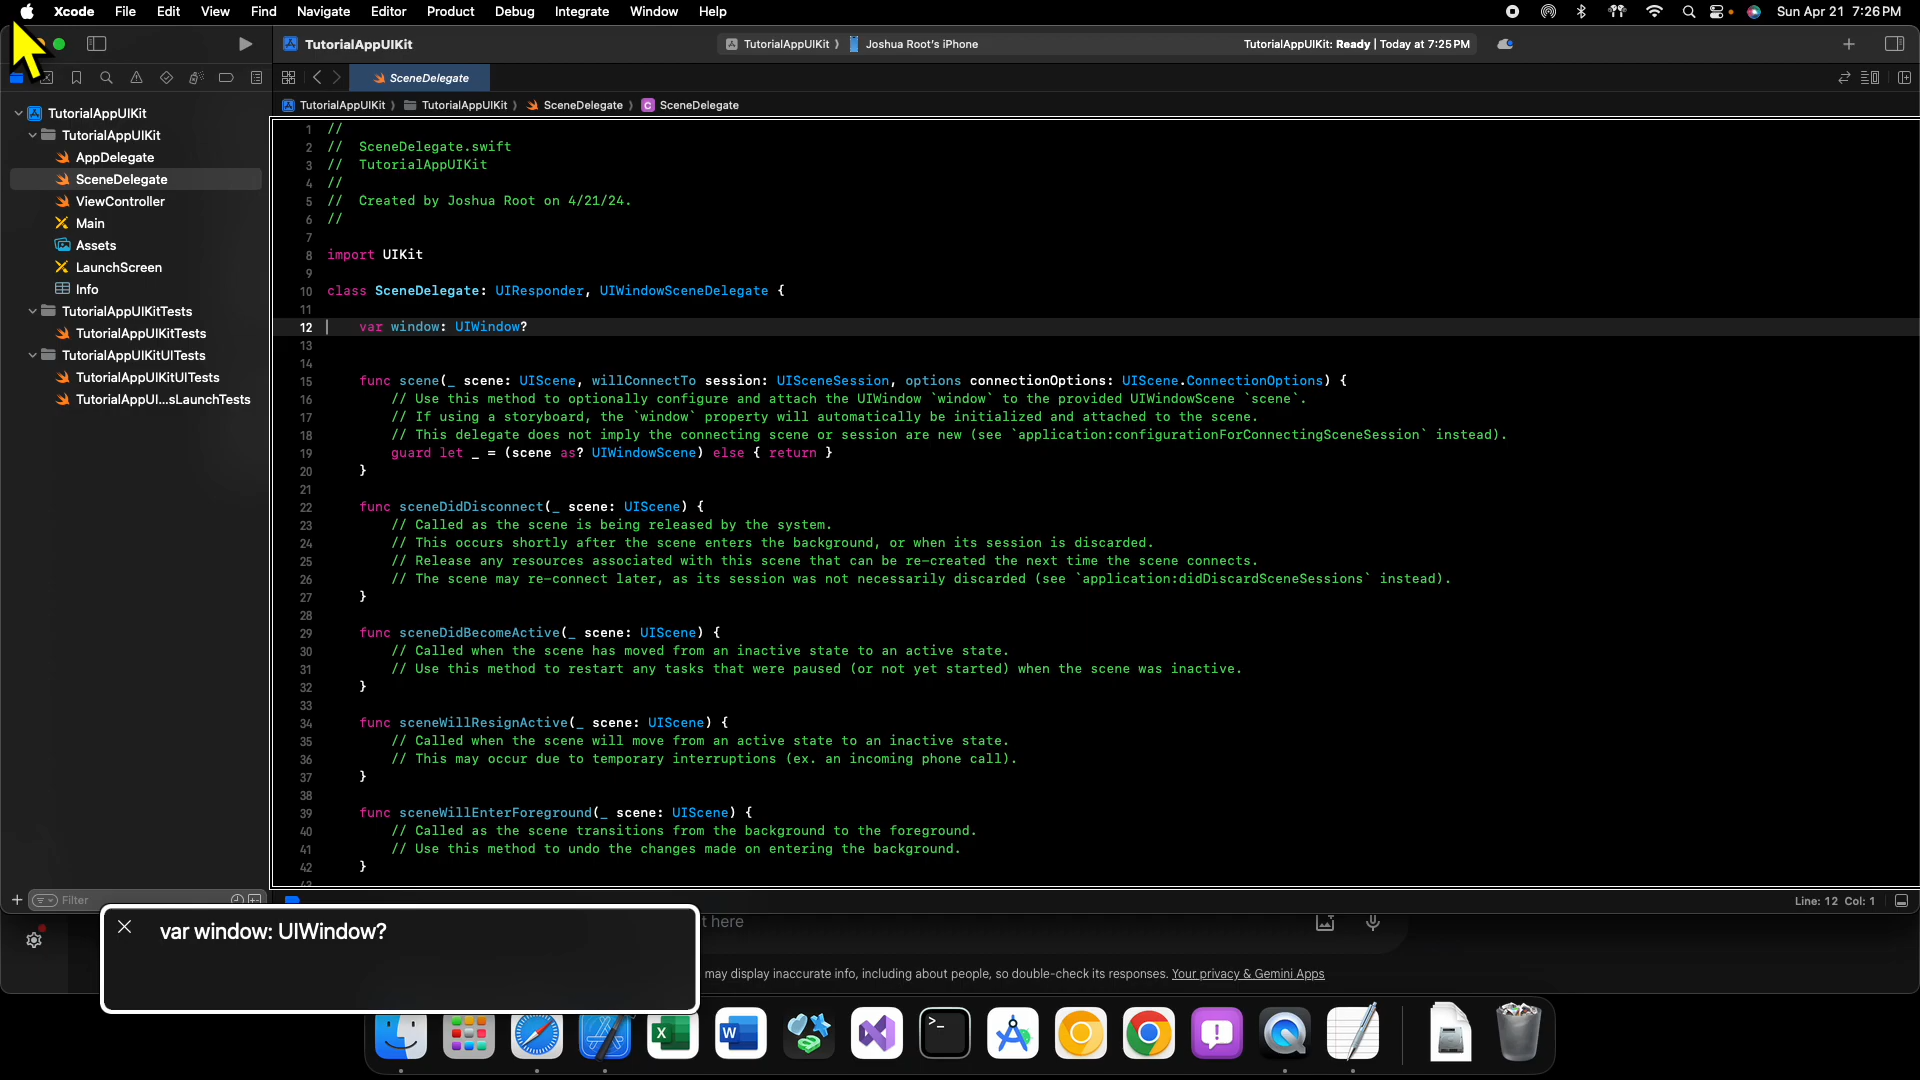 Xcode File Edit View Find Navigate Editor Product Debug Integrate Window Help
Sun Apr 21 7:26 PM
TutorialAppUIKit
TutorialAppUIKit ⟩ Joshua Root's iPhone
TutorialAppUIKit: Ready | Today at 7:25 PM
SceneDelegate
TutorialAppUIKit ⟩ TutorialAppUIKit ⟩ SceneDelegate ⟩ C SceneDelegate
TutorialAppUIKit
TutorialAppUIKit
AppDelegate
SceneDelegate
ViewController
Main
Assets
LaunchScreen
Info
TutorialAppUIKitTests
TutorialAppUIKitTests
TutorialAppUIKitUITests
TutorialAppUIKitUITests
TutorialAppUI...sLaunchTests
Filter
1 //
2 // SceneDelegate.swift
3 // TutorialAppUIKit
4 //
5 // Created by Joshua Root on 4/21/24.
6 //
7
8 import UIKit
9
10 class SceneDelegate: UIResponder, UIWindowSceneDelegate {
11
12 var window: UIWindow?
13
14
15 func scene(_ scene: UIScene, willConnectTo session: UISceneSession, options connectionOptions: UIScene.ConnectionOptions) {
16 // Use this method to optionally configure and attach the UIWindow `window` to the provided UIWindowScene `scene`.
17 // If using a storyboard, the `window` property will automatically be initialized and attached to the scene.
18 // This delegate does not imply the connecting scene or session are new (see `application:configurationForConnectingSceneSession` instead).
19 guard let _ = (scene as? UIWindowScene) else { return }
20 }
21
22 func sceneDidDisconnect(_ scene: UIScene) {
23 // Called as the scene is being released by the system.
24 // This occurs shortly after the scene enters the background, or when its session is discarded.
25 // Release any resources associated with this scene that can be re-created the next time the scene connects.
26 // The scene may re-connect later, as its session was not necessarily discarded (see `application:didDiscardSceneSessions` instead).
27 }
28
29 func sceneDidBecomeActive(_ scene: UIScene) {
30 // Called when the scene has moved from an inactive state to an active state.
31 // Use this method to restart any tasks that were paused (or not yet started) when the scene was inactive.
32 }
33
34 func sceneWillResignActive(_ scene: UIScene) {
35 // Called when the scene will move from an active state to an inactive state.
36 // This may occur due to temporary interruptions (ex. an incoming phone call).
37 }
38
39 func sceneWillEnterForeground(_ scene: UIScene) {
40 // Called as the scene transitions from the background to the foreground.
41 // Use this method to undo the changes made on entering the background.
42 }
Line: 12 Col: 1
t here
var window: UIWindow?
may display inaccurate info, including about people, so double-check its responses. Your privacy & Gemini Apps